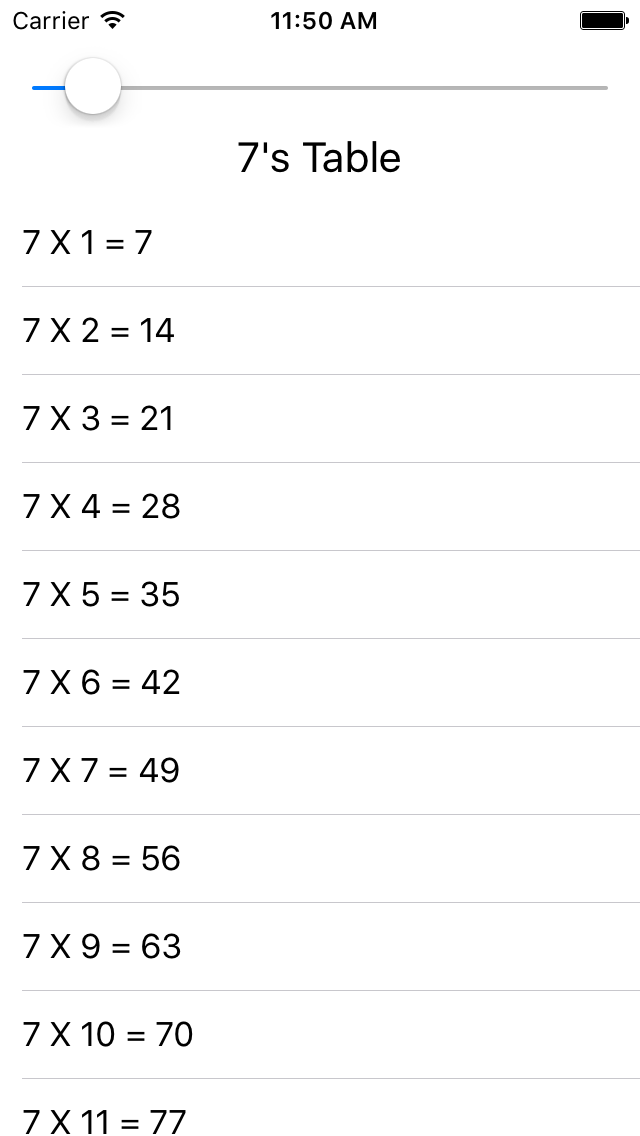 Carrier 11:50 AM
7's Table
7 X 1 = 7
7 X 2 = 14
7 X 3 = 21
7 X 4 = 28
7 X 5 = 35
7 X 6 = 42
7 X 7 = 49
7 X 8 = 56
7 X 9 = 63
7 X 10 = 70
7 X 11 = 77